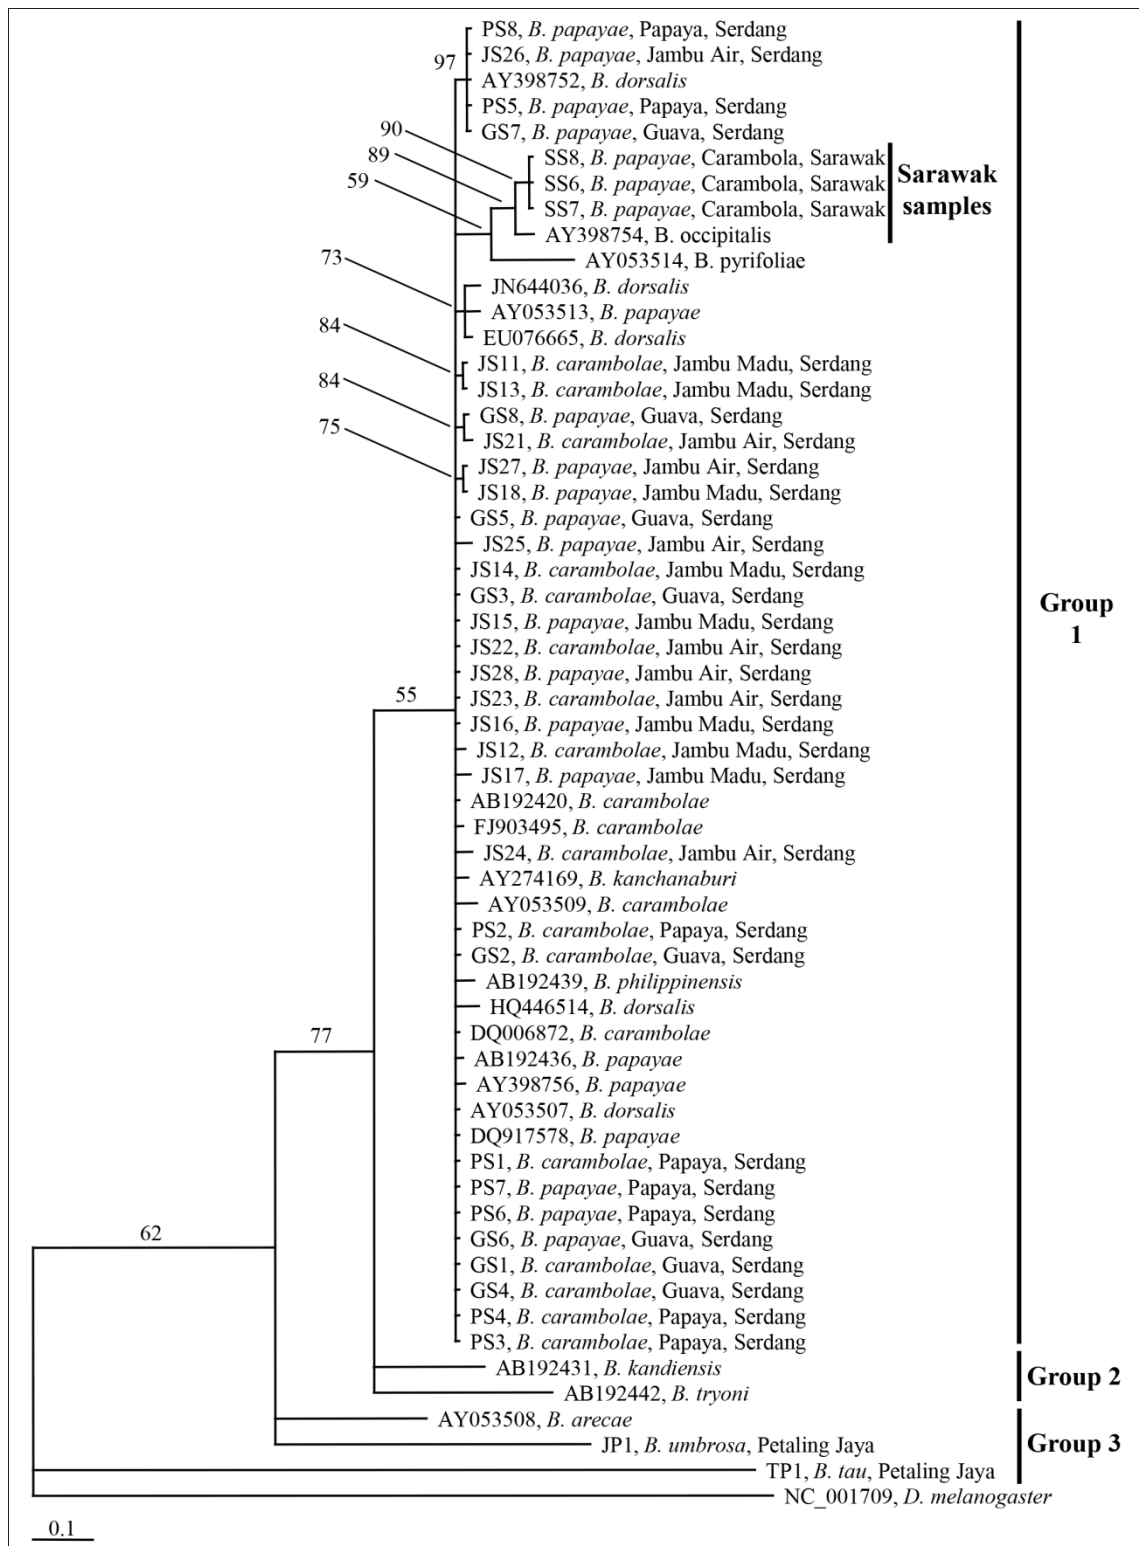 PS8, B. papayae, Papaya, Serdang
97
JS26, B. papayae, Jambu Air, Serdang
AY398752, B. dorsalis
PS5, B. papayae, Papaya, Serdang
90
GS7, B. papayae, Guava, Serdang
89
SS8, B. papayae, Carambola, Sarawak
59
SS6, B. papayae, Carambola, Sarawak
SS7, B. papayae, Carambola, Sarawak
Sarawak
samples
AY398754, B. occipitalis
73
AY053514, B. pyrifoliae
JN644036, B. dorsalis
AY053513, B. papayae
84
EU076665, B. dorsalis
JS11, B. carambolae, Jambu Madu, Serdang
84
JS13, B. carambolae, Jambu Madu, Serdang
GS8, B. papayae, Guava, Serdang
75
JS21, B. carambolae, Jambu Air, Serdang
JS27, B. papayae, Jambu Air, Serdang
JS18, B. papayae, Jambu Madu, Serdang
GS5, B. papayae, Guava, Serdang
JS25, B. papayae, Jambu Air, Serdang
JS14, B. carambolae, Jambu Madu, Serdang
GS3, B. carambolae, Guava, Serdang
Group
1
JS15, B. papayae, Jambu Madu, Serdang
JS22, B. carambolae, Jambu Air, Serdang
JS28, B. papayae, Jambu Air, Serdang
JS23, B. carambolae, Jambu Air, Serdang
55
JS16, B. papayae, Jambu Madu, Serdang
JS12, B. carambolae, Jambu Madu, Serdang
JS17, B. papayae, Jambu Madu, Serdang
AB192420, B. carambolae
FJ903495, B. carambolae
JS24, B. carambolae, Jambu Air, Serdang
AY274169, B. kanchanaburi
AY053509, B. carambolae
PS2, B. carambolae, Papaya, Serdang
GS2, B. carambolae, Guava, Serdang
AB192439, B. philippinensis
HQ446514, B. dorsalis
77
DQ006872, B. carambolae
AB192436, B. papayae
AY398756, B. papayae
AY053507, B. dorsalis
DQ917578, B. papayae
PS1, B. carambolae, Papaya, Serdang
PS7, B. papayae, Papaya, Serdang
PS6, B. papayae, Papaya, Serdang
62
GS6, B. papayae, Guava, Serdang
GS1, B. carambolae, Guava, Serdang
GS4, B. carambolae, Guava, Serdang
PS4, B. carambolae, Papaya, Serdang
PS3, B. carambolae, Papaya, Serdang
AB192431, B. kandiensis
Group 2
AB192442, B. tryoni
AY053508, B. arecae
Group 3
JP1, B. umbrosa, Petaling Jaya
TP1, B. tau, Petaling Jaya
NC_001709, D. melanogaster
0.1